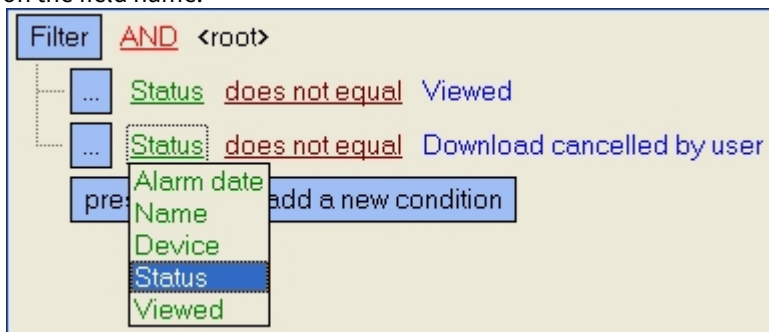 Filter AND <root>
... Status does not equal Viewed
... Status does not equal Download cancelled by user
add a new condition
Alarm date
Name
Device
Status
Viewed